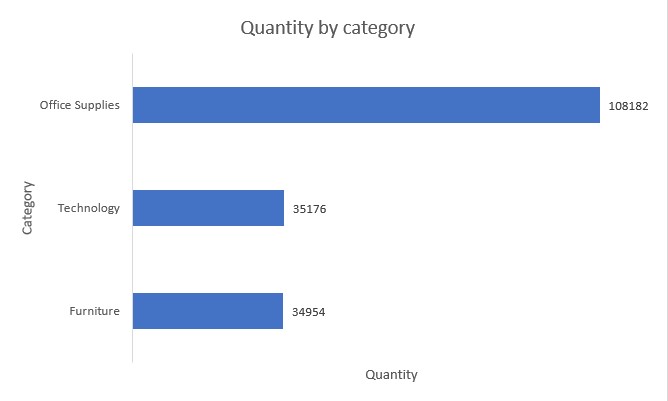 Quantity by category
Office Supplies
108182
Technology
35176
Furniture
34954
Category
Quantity